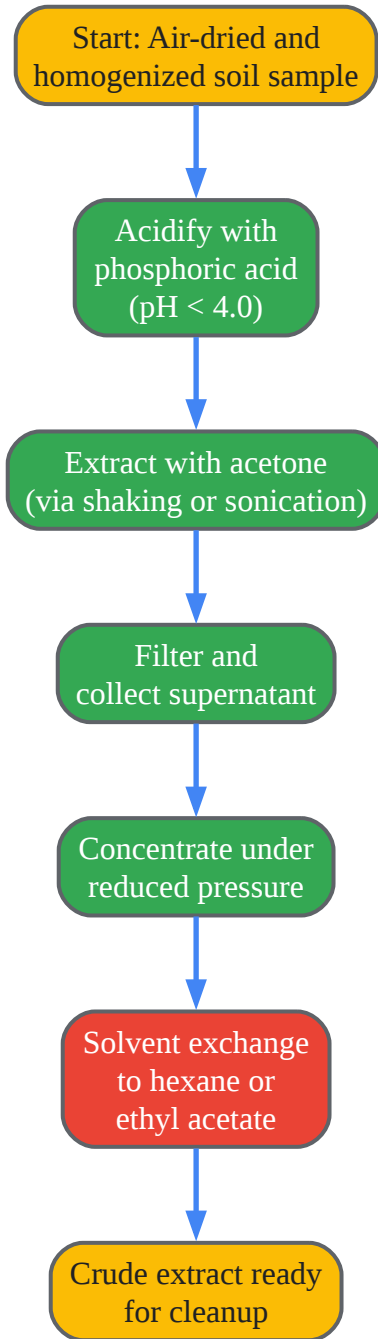 Start: Air-dried and
homogenized soil sample
Acidify with
phosphoric acid
(pH < 4.0)
Extract with acetone
(via shaking or sonication)
Filter and
collect supernatant
Concentrate under
reduced pressure
Solvent exchange
to hexane or
ethyl acetate
Crude extract ready
for cleanup